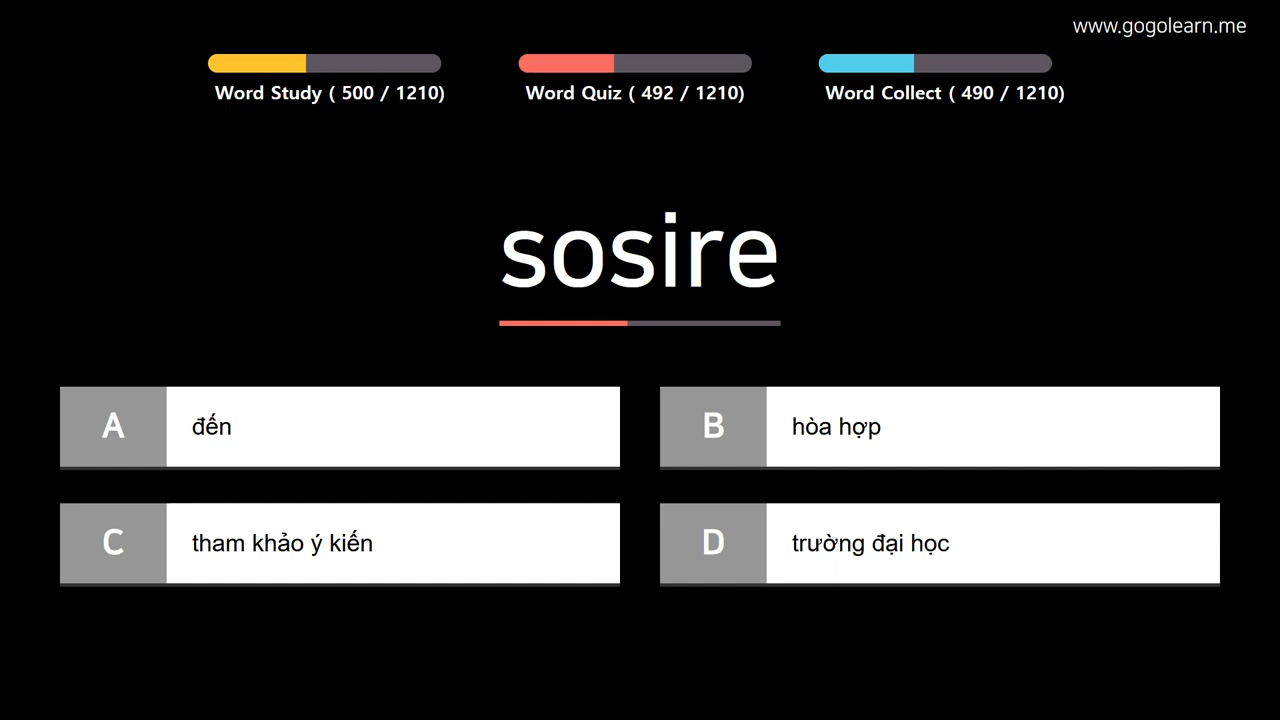 www.gogolearn.me
Word Study ( 500 / 1210)
Word Quiz ( 492 / 1210)
Word Collect ( 490 / 1210)
sosire
A
đến
B
hòa hợp
C
tham khảo ý kiến
D
trường đại học